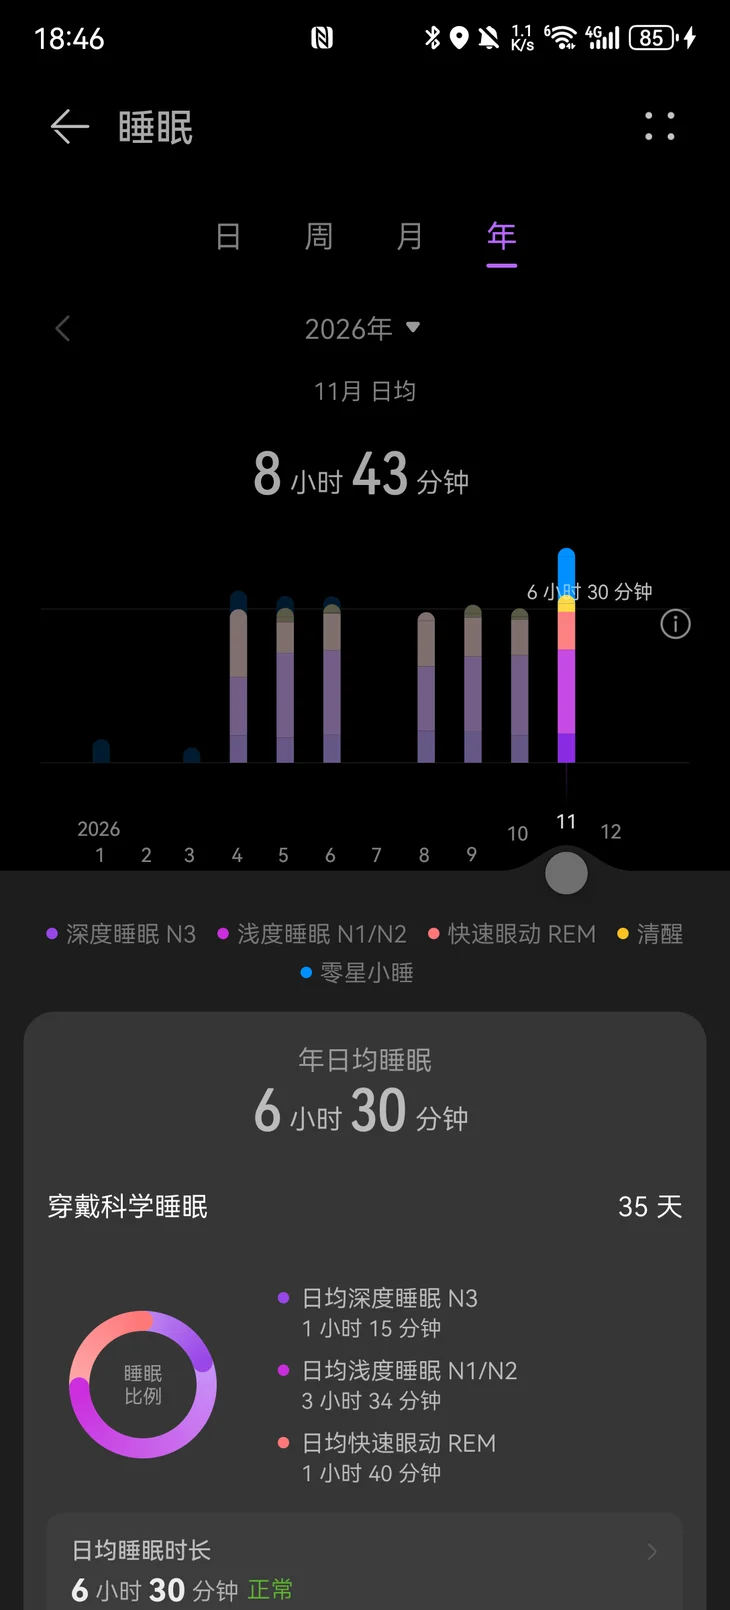 18:46
1.1 K/s 6 4G 85
睡眠
日 周 月 年
2026年
11月 日均
8 小时 43 分钟
6 小时 30 分钟
2026
1 2 3 4 5 6 7 8 9 10 11 12
深度睡眠 N3 浅度睡眠 N1/N2 快速眼动 REM 清醒
零星小睡
年日均睡眠
6 小时 30 分钟
穿戴科学睡眠 35 天
睡眠
比例
日均深度睡眠 N3
1 小时 15 分钟
日均浅度睡眠 N1/N2
3 小时 34 分钟
日均快速眼动 REM
1 小时 40 分钟
日均睡眠时长
6 小时 30 分钟 正常